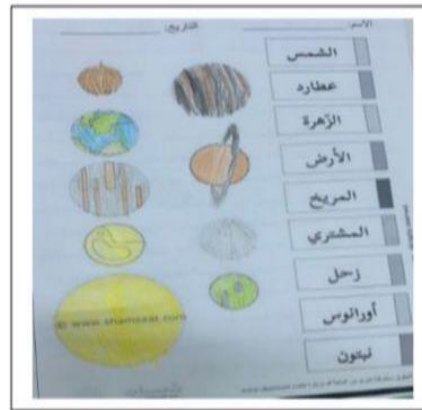 الاسم: التاريخ:
الشمس
عطارد
الزهرة
الأرض
المريخ
المشتري
زحل
أورانوس
نبتون
© www.shamsaat.com